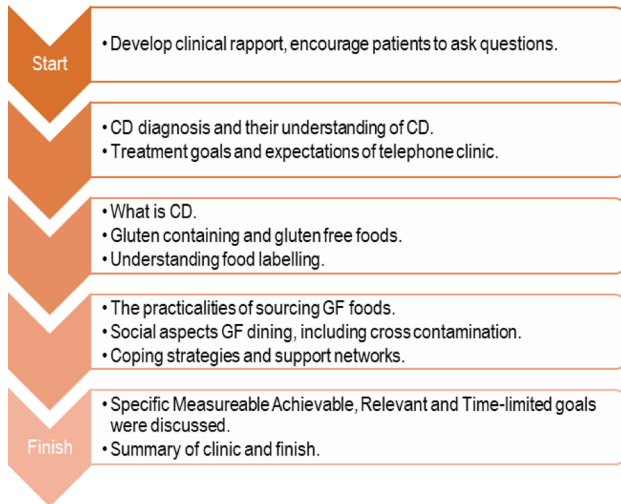 Start
• Develop clinical rapport, encourage patients to ask questions.
• CD diagnosis and their understanding of CD.
• Treatment goals and expectations of telephone clinic.
• What is CD.
• Gluten containing and gluten free foods.
• Understanding food labelling.
• The practicalities of sourcing GF foods.
• Social aspects GF dining, including cross contamination.
• Coping strategies and support networks.
Finish
• Specific Measureable Achievable, Relevant and Time-limited goals
were discussed.
• Summary of clinic and finish.